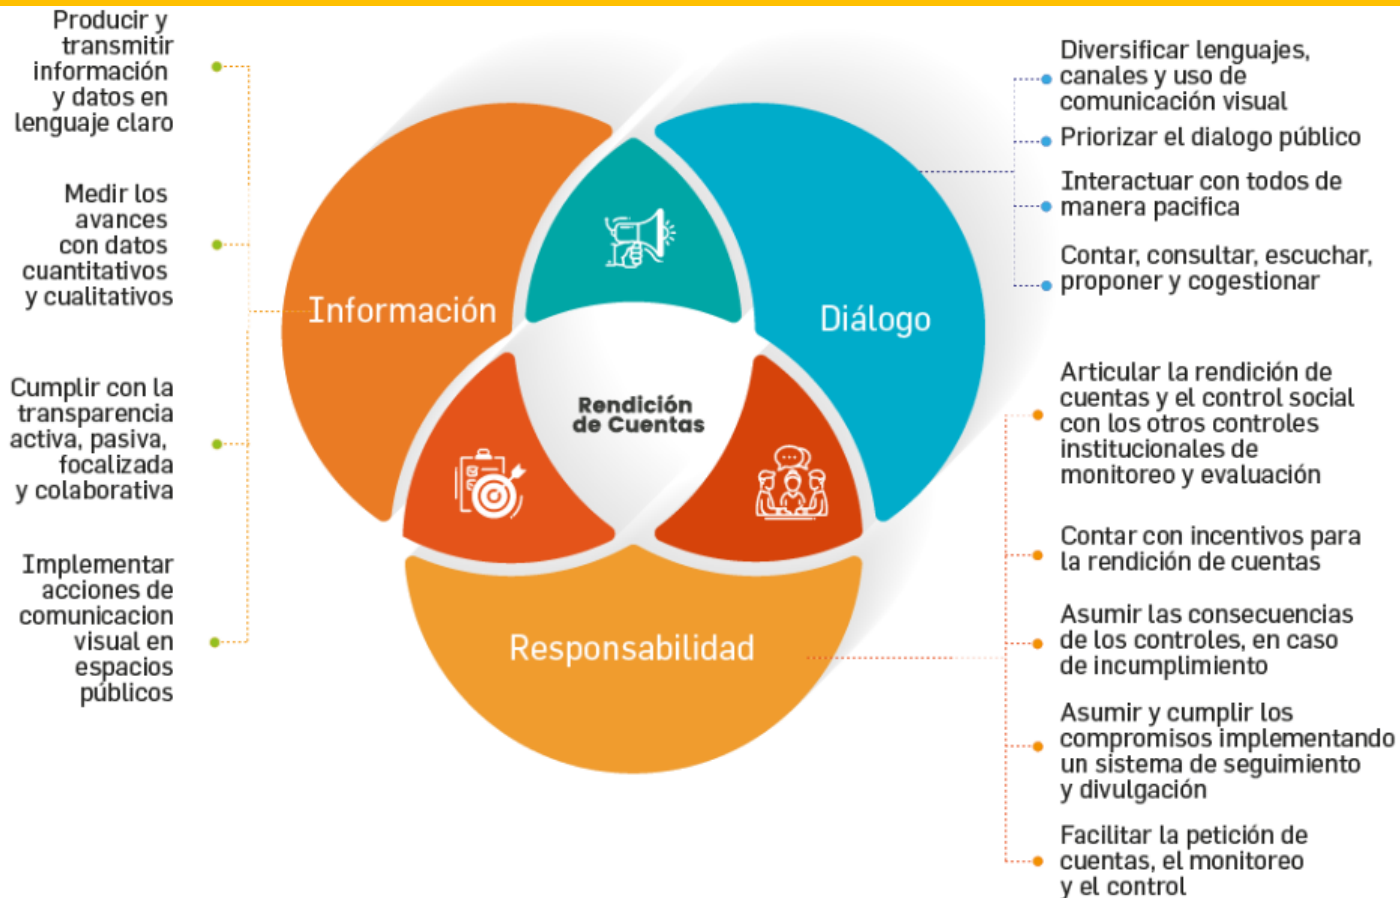 Producir y
transmitir
información
y datos en
lenguaje claro
Medir los
avances
con datos
cuantitativos
y cualitativos
Cumplir con la
transparencia
activa, pasiva,
focalizada
y colaborativa
Implementar
acciones de
comunicacion
visual en
espacios
públicos
Información
Diálogo
Rendición
de Cuentas
Responsabilidad
Diversificar lenguajes,
canales y uso de
comunicación visual
Priorizar el dialogo público
Interactuar con todos de
manera pacifica
Contar, consultar, escuchar,
proponer y cogestionar
Articular la rendición de
cuentas y el control social
con los otros controles
institucionales de
monitoreo y evaluación
Contar con incentivos para
la rendición de cuentas
Asumir las consecuencias
de los controles, en caso
de incumplimiento
Asumir y cumplir los
compromisos implementando
un sistema de seguimiento
y divulgación
Facilitar la petición de
cuentas, el monitoreo
y el control